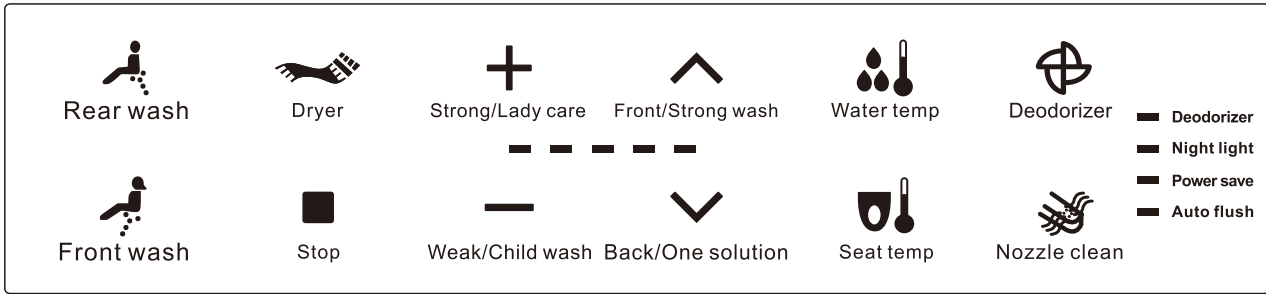 Rear wash
Dryer
Strong/Lady care
Front/Strong wash
Water temp
Deodorizer
Deodorizer
Night light
Power save
Auto flush
Front wash
Stop
Weak/Child wash
Back/One solution
Seat temp
Nozzle clean